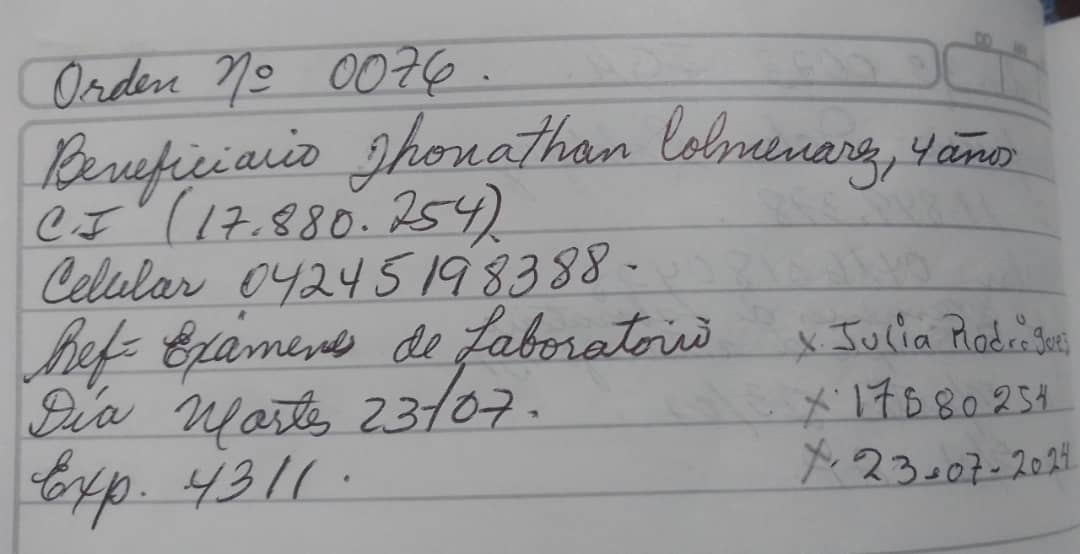 Orden Nº 0076.
Beneficiario Jhonathan Colmenarez, 4 años
C.I (17.880.254).
Celular 04245198388.
Ref= Exámenes de Laboratorio
x. Julia Rodríguez
Día Martes 23/07.
x. 17880254
Exp. 4311.
x. 23-07-2024